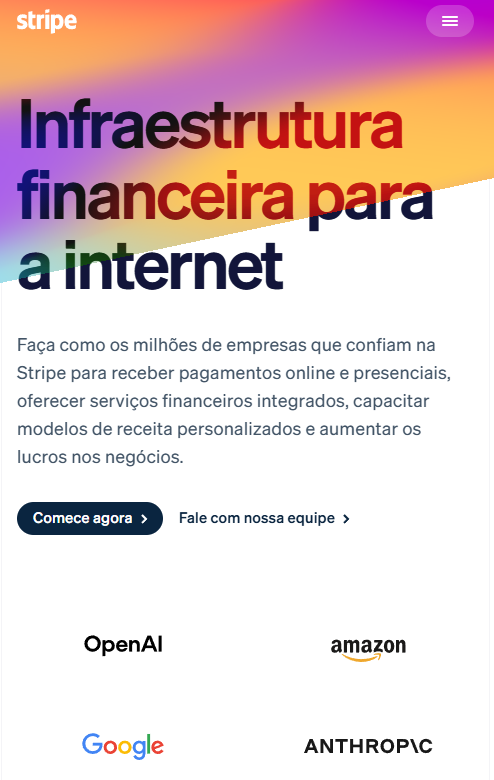 stripe
Infraestrutura
financeira para
a internet
Faça como os milhões de empresas que confiam na
Stripe para receber pagamentos online e presenciais,
oferecer serviços financeiros integrados, capacitar
modelos de receita personalizados e aumentar os
lucros nos negócios.
Comece agora
Fale com nossa equipe
OpenAI
amazon
Google
ANTHROP\C